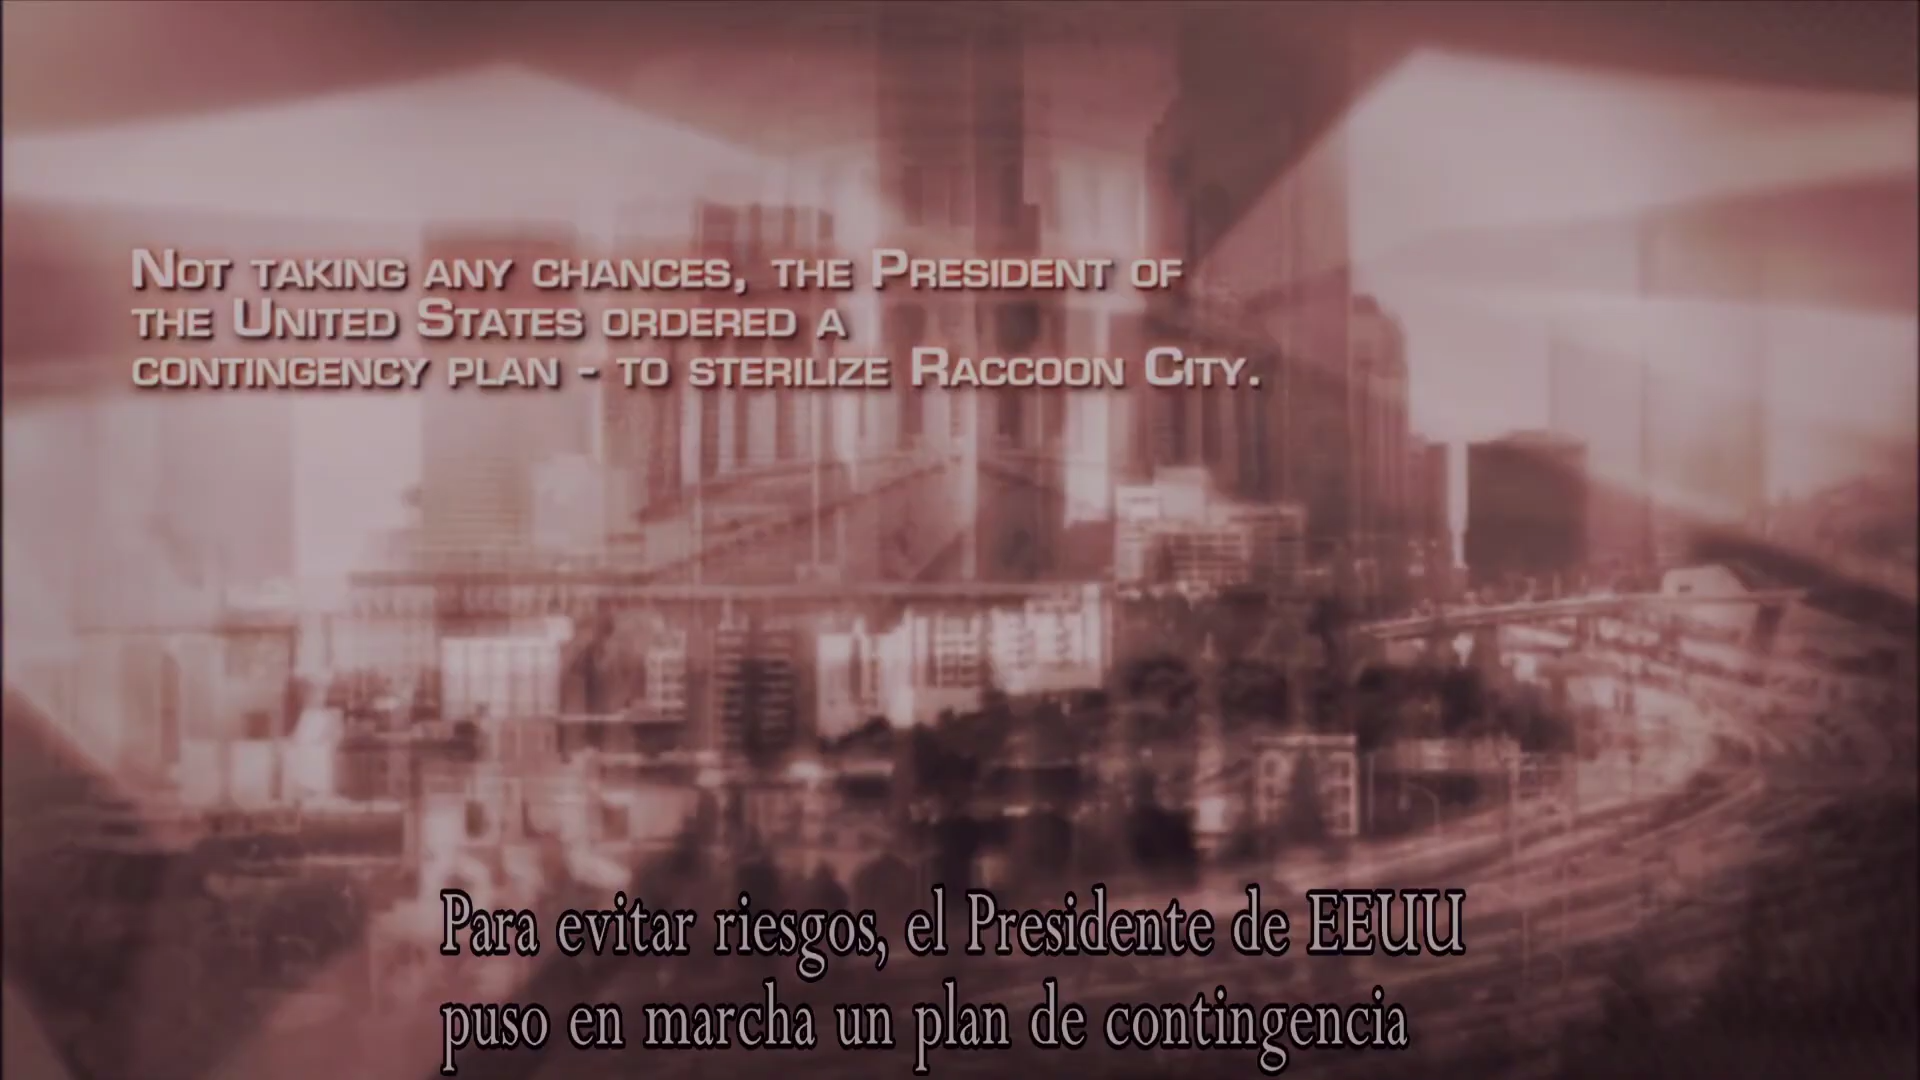 Not taking any chances, the President of
the United States ordered a
contingency plan - to sterilize Raccoon City.
Para evitar riesgos, el Presidente de EEUU
puso en marcha un plan de contingencia